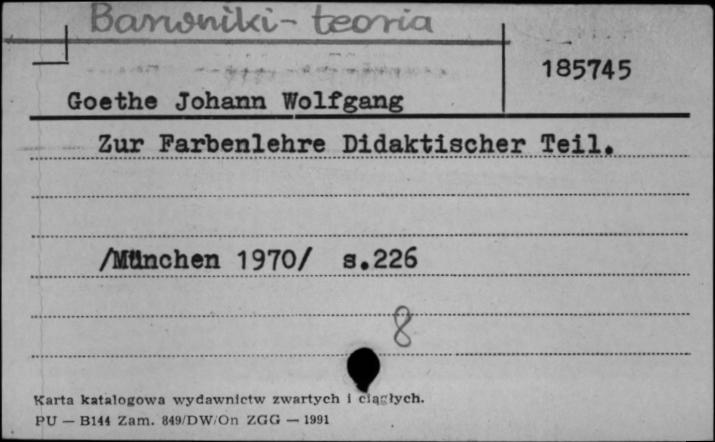 Barwniki - teoria
185745
Goethe Johann Wolfgang
Zur Farbenlehre Didaktischer Teil.
/München 1970/ s.226
8
Karta katalogowa wydawnictw zwartych i ciągłych.
PU — B144 Zam. 849/DW/On ZGG — 1991